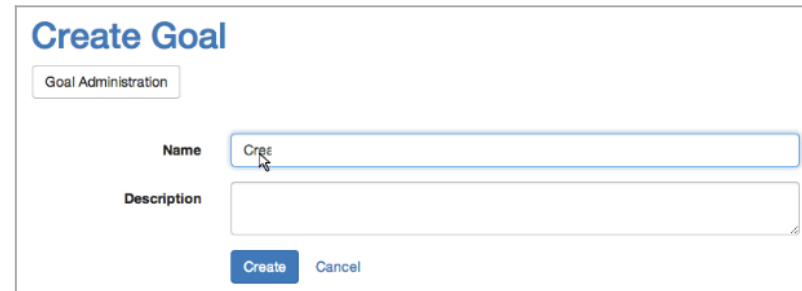 Create Goal
Goal Administration
Name
Crea
Description
Create Cancel